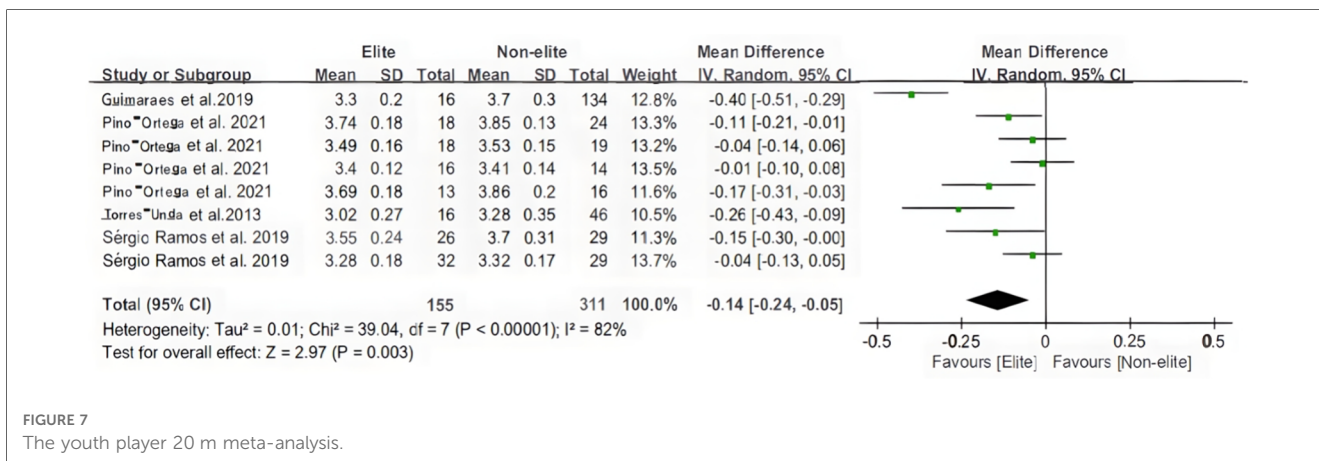 Elite Non-elite Mean Difference Mean Difference
Study or Subgroup Mean SD Total Mean SD Total Weight IV, Random, 95% CI IV, Random, 95% CI
Guimaraes et al.2019 3.3 0.2 16 3.7 0.3 134 12.8% -0.40 [-0.51, -0.29]
Pino-Ortega et al. 2021 3.74 0.18 18 3.85 0.13 24 13.3% -0.11 [-0.21, -0.01]
Pino-Ortega et al. 2021 3.49 0.16 18 3.53 0.15 19 13.2% -0.04 [-0.14, 0.06]
Pino-Ortega et al. 2021 3.4 0.12 16 3.41 0.14 14 13.5% -0.01 [-0.10, 0.08]
Pino-Ortega et al. 2021 3.69 0.18 13 3.86 0.2 16 11.6% -0.17 [-0.31, -0.03]
Torres-Unda et al.2013 3.02 0.27 16 3.28 0.35 46 10.5% -0.26 [-0.43, -0.09]
Sérgio Ramos et al. 2019 3.55 0.24 26 3.7 0.31 29 11.3% -0.15 [-0.30, -0.00]
Sérgio Ramos et al. 2019 3.28 0.18 32 3.32 0.17 29 13.7% -0.04 [-0.13, 0.05]
Total (95% CI) 155 311 100.0% -0.14 [-0.24, -0.05]
Heterogeneity: Tau² = 0.01; Chi² = 39.04, df = 7 (P < 0.00001); I² = 82%
Test for overall effect: Z = 2.97 (P = 0.003)
-0.5 -0.25 0 0.25 0.5
Favours [Elite] Favours [Non-elite]
FIGURE 7
The youth player 20 m meta-analysis.